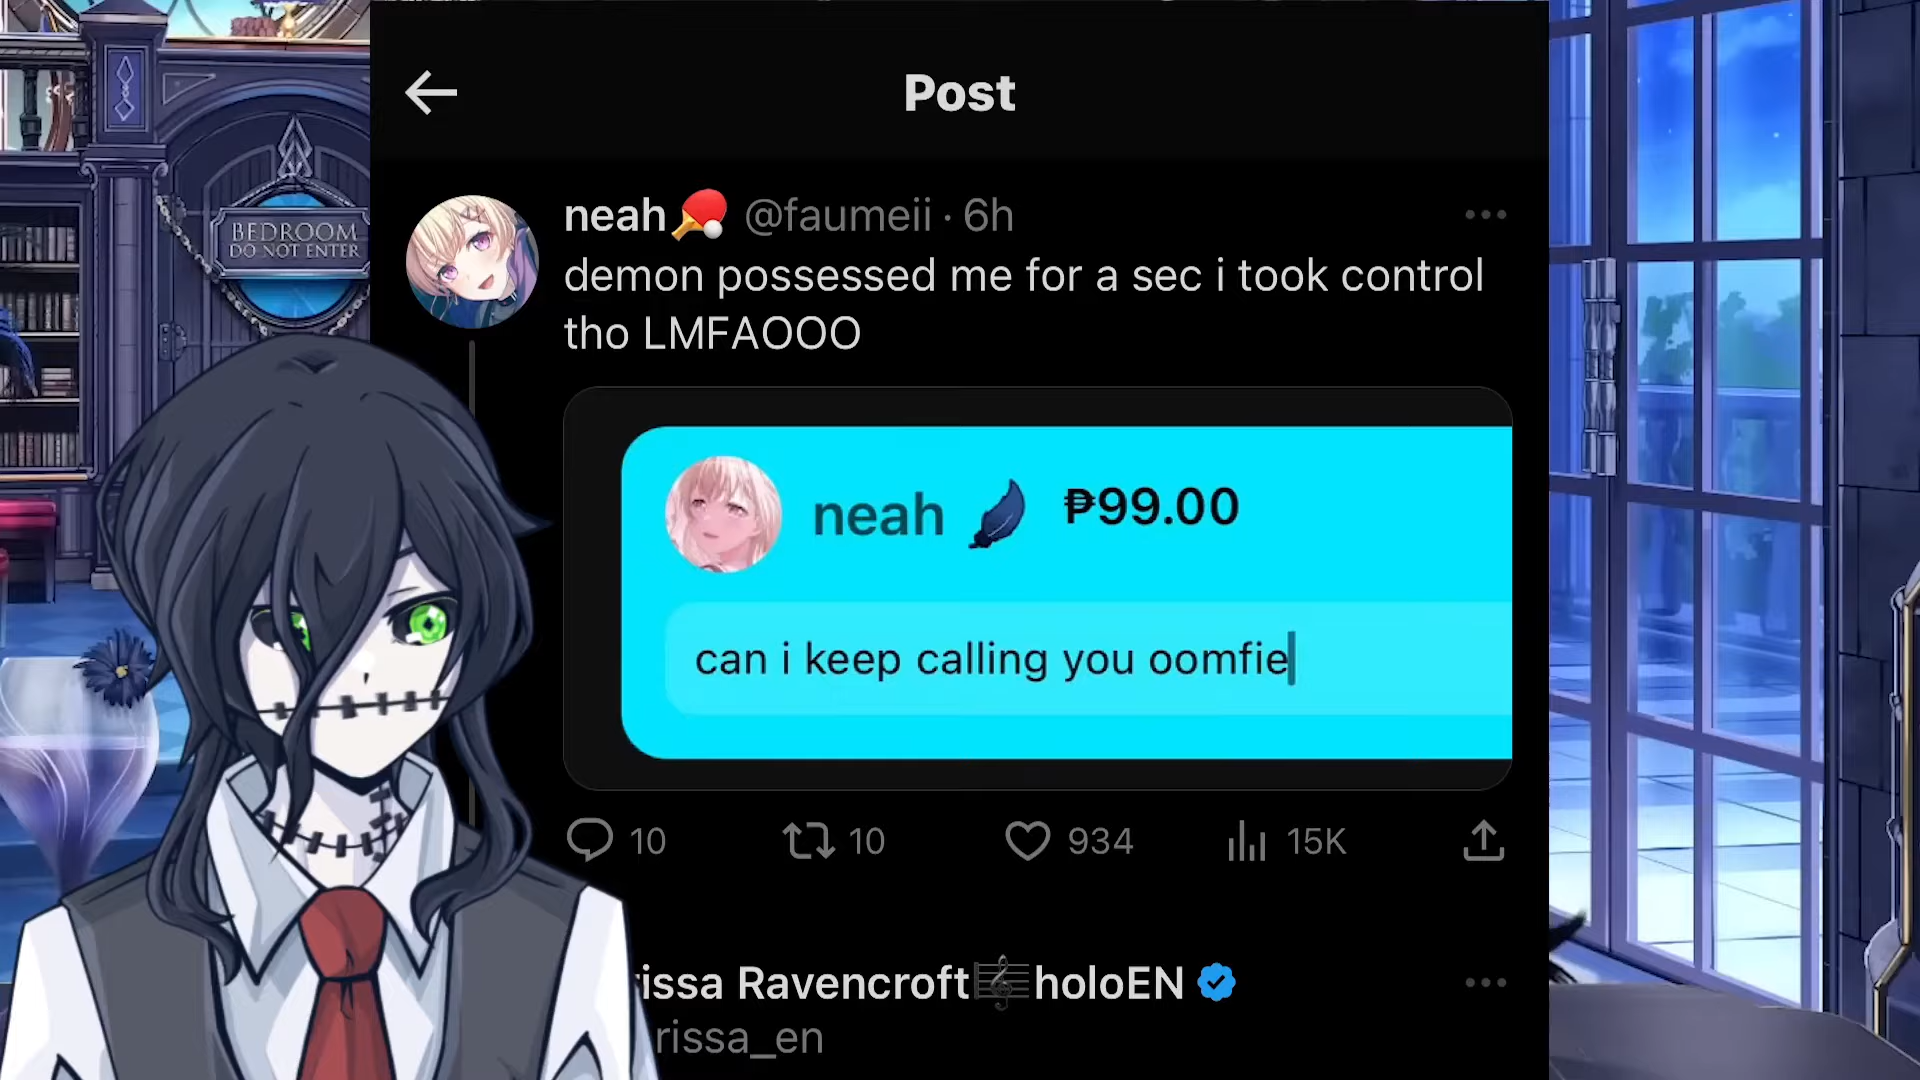 Post
neah @faumeii · 6h
demon possessed me for a sec i took control
tho LMFAOOO
BEDROOM
DO NOT ENTER
neah ₱99.00
can i keep calling you oomfie
10 10 934 15K
issa Ravencroft holoEN
rissa_en